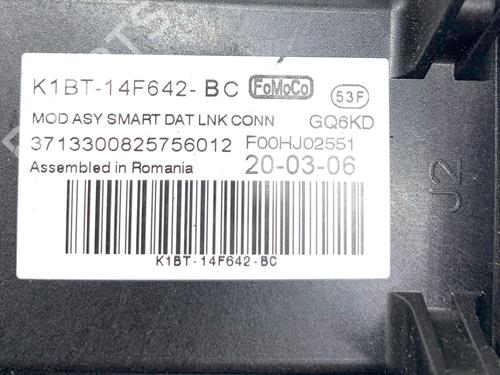 K1BT-14F642-BC FoMoCo 53F
MOD ASY SMART DAT LNK CONN GQ6KD
3713300825756012 F00HJ02551
Assembled in Romania 20-03-06
K1BT-14F642-BC
J2